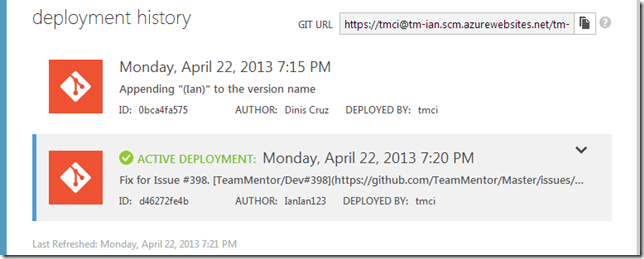 deployment history
GIT URL https://tmci@tm-ian.scm.azurewebsites.net/tm-
Monday, April 22, 2013 7:15 PM
Appending "(Ian)" to the version name
ID: 0bca4fa575 AUTHOR: Dinis Cruz DEPLOYED BY: tmci
ACTIVE DEPLOYMENT: Monday, April 22, 2013 7:20 PM
Fix for Issue #398. [TeamMentor/Dev#398](https://github.com/TeamMentor/Master/issues/...
ID: d46272fe4b AUTHOR: IanIan123 DEPLOYED BY: tmci
Last Refreshed: Monday, April 22, 2013 7:21 PM